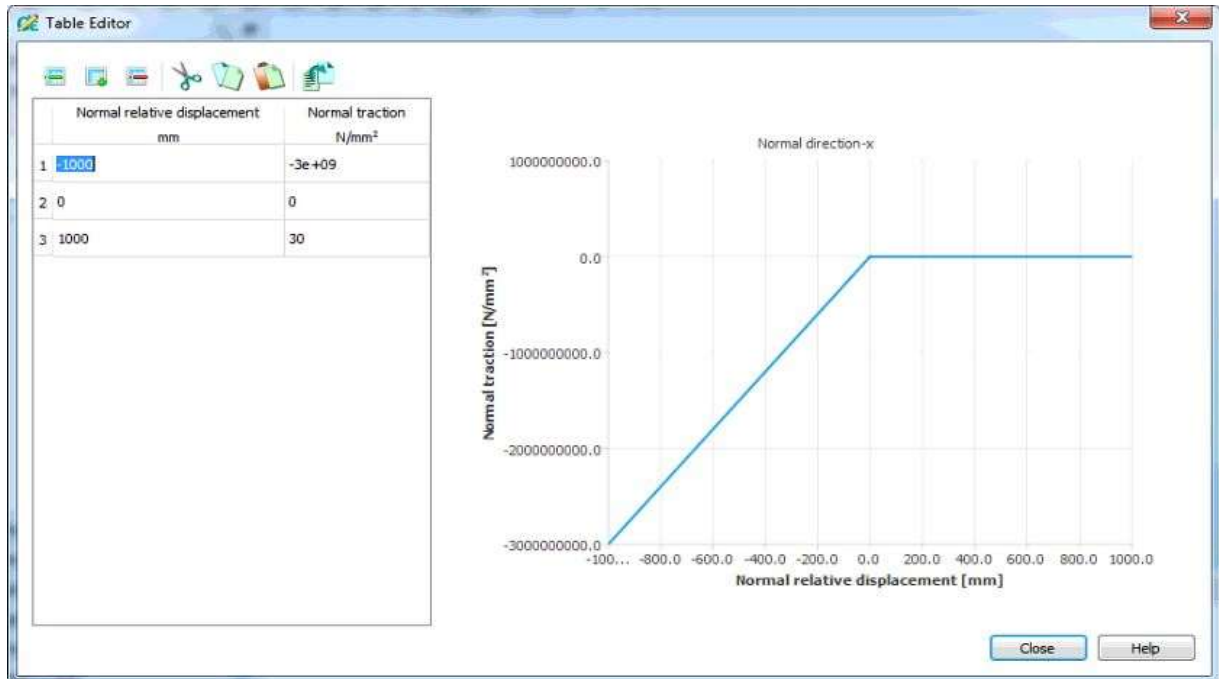 Table Editor
Normal relative displacement Normal traction
mm N/mm²
1 -1000 -3e+09
2 0 0
3 1000 30
Normal direction-x
1000000000.0
0.0
-1000000000.0
-2000000000.0
-3000000000.0
Normal traction [N/mm²]
-100... -800.0 -600.0 -400.0 -200.0 0.0 200.0 400.0 600.0 800.0 1000.0
Normal relative displacement [mm]
Close Help